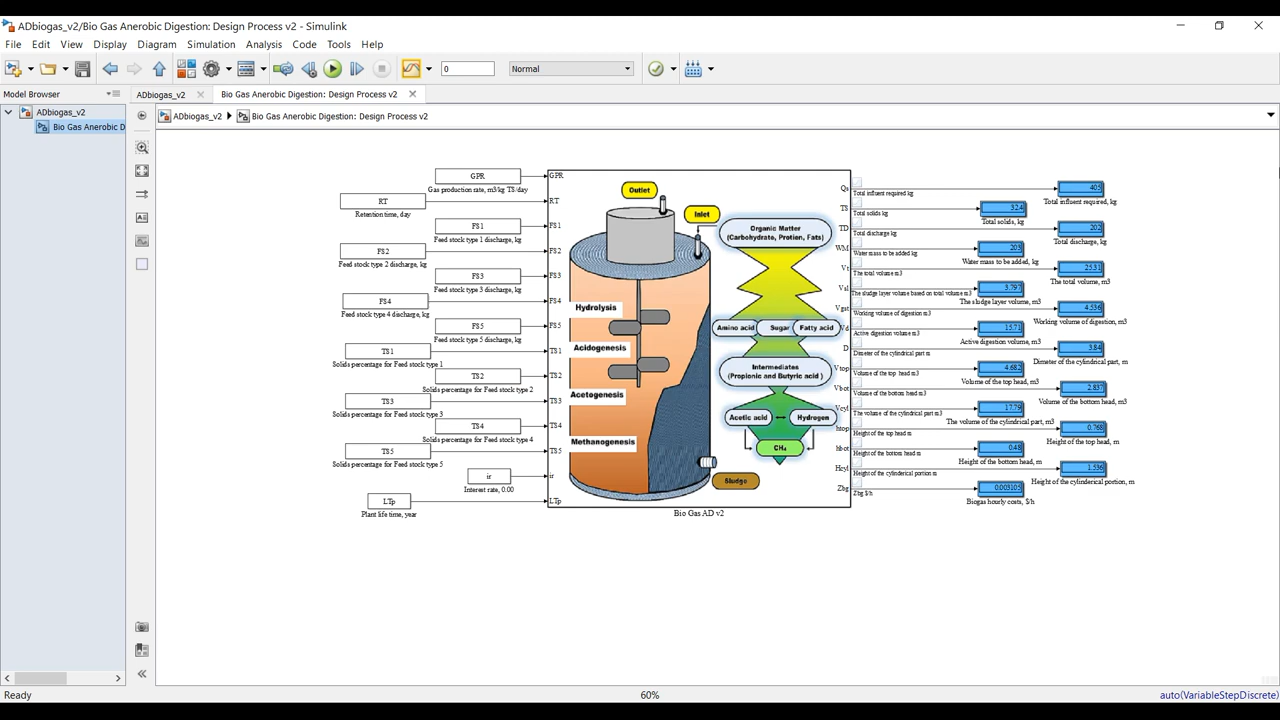 ADbiogas_v2/Bio Gas Anerobic Digestion: Design Process v2 - Simulink
File Edit View Display Diagram Simulation Analysis Code Tools Help
0 Normal
Model Browser
ADbiogas_v2
Bio Gas Anerobic D
ADbiogas_v2 Bio Gas Anerobic Digestion: Design Process v2
ADbiogas_v2 Bio Gas Anerobic Digestion: Design Process v2
GPR
Gas production rate, m3/kg TS/day
RT
Retention time, day
FS1
Feed stock type 1 discharge, kg
FS2
Feed stock type 2 discharge, kg
FS3
Feed stock type 3 discharge, kg
FS4
Feed stock type 4 discharge, kg
FS5
Feed stock type 5 discharge, kg
TS1
Solids percentage for Feed stock type 1
TS2
Solids percentage for Feed stock type 2
TS3
Solids percentage for Feed stock type 3
TS4
Solids percentage for Feed stock type 4
TS5
Solids percentage for Feed stock type 5
ir
Interest rate, 0.00
LTp
Plant life time, year
GPR
RT
FS1
FS2
FS3
FS4
FS5
TS1
TS2
TS3
TS4
TS5
ir
LTp
Outlet
Inlet
Hydrolysis
Acidogenesis
Acetogenesis
Methanogenesis
Sludge
Organic Matter
(Carbohydrate, Protien, Fats)
Amino acid Sugar Fatty acid
Intermediates
(Propionic and Butyric acid )
Acetic acid Hydrogen
CH₄
Bio Gas AD v2
Qs
Total influent required kg
TS
Total solids kg
TD
Total discharge kg
WM
Water mass to be added kg
Vt
The total volume m3
Vsl
The sludge layer volume based on total volume m3
Vgst
Working volume of digestion m3
Vd
Active digestion volume m3
D
Dimeter of the cylindrical part m
Vtop
Volume of the top head m3
Vbot
Volume of the bottom head m3
Vcyl
The volume of the cylindrical part m3
htop
Height of the top head m
hbot
Height of the bottom head m
Hcyl
Height of the cylinderical portion m
Zbg
Zbg $/h
405
Total influent required, kg
32.4
Total solids, kg
202
Total discharge, kg
203
Water mass to be added, kg
25.31
The total volume, m3
3.797
The sludge layer volume, m3
4.536
Working volume of digestion, m3
15.71
Active digestion volume, m3
3.84
Dimeter of the cylindrical part, m
4.682
Volume of the top head, m3
2.837
Volume of the bottom head, m3
17.79
The volume of the cylindrical part, m3
0.768
Height of the top head, m
0.48
Height of the bottom head, m
1.536
Height of the cylinderical portion, m
0.003105
Biogas hourly costs, $/h
Ready 60% auto(VariableStepDiscrete)